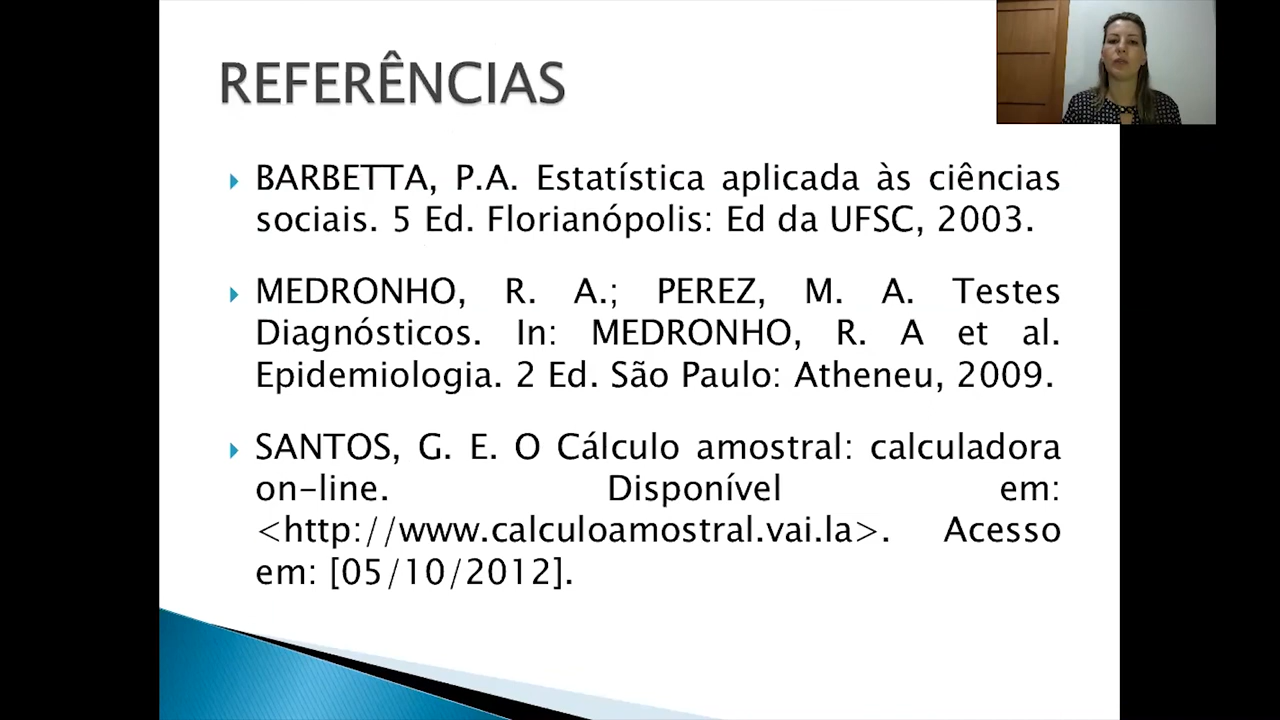 REFERÊNCIAS
BARBETTA, P.A. Estatística aplicada às ciências
sociais. 5 Ed. Florianópolis: Ed da UFSC, 2003.
MEDRONHO, R. A.; PEREZ, M. A. Testes
Diagnósticos. In: MEDRONHO, R. A et al.
Epidemiologia. 2 Ed. São Paulo: Atheneu, 2009.
SANTOS, G. E. O Cálculo amostral: calculadora
on-line. Disponível em:
<http://www.calculoamostral.vai.la>. Acesso
em: [05/10/2012].